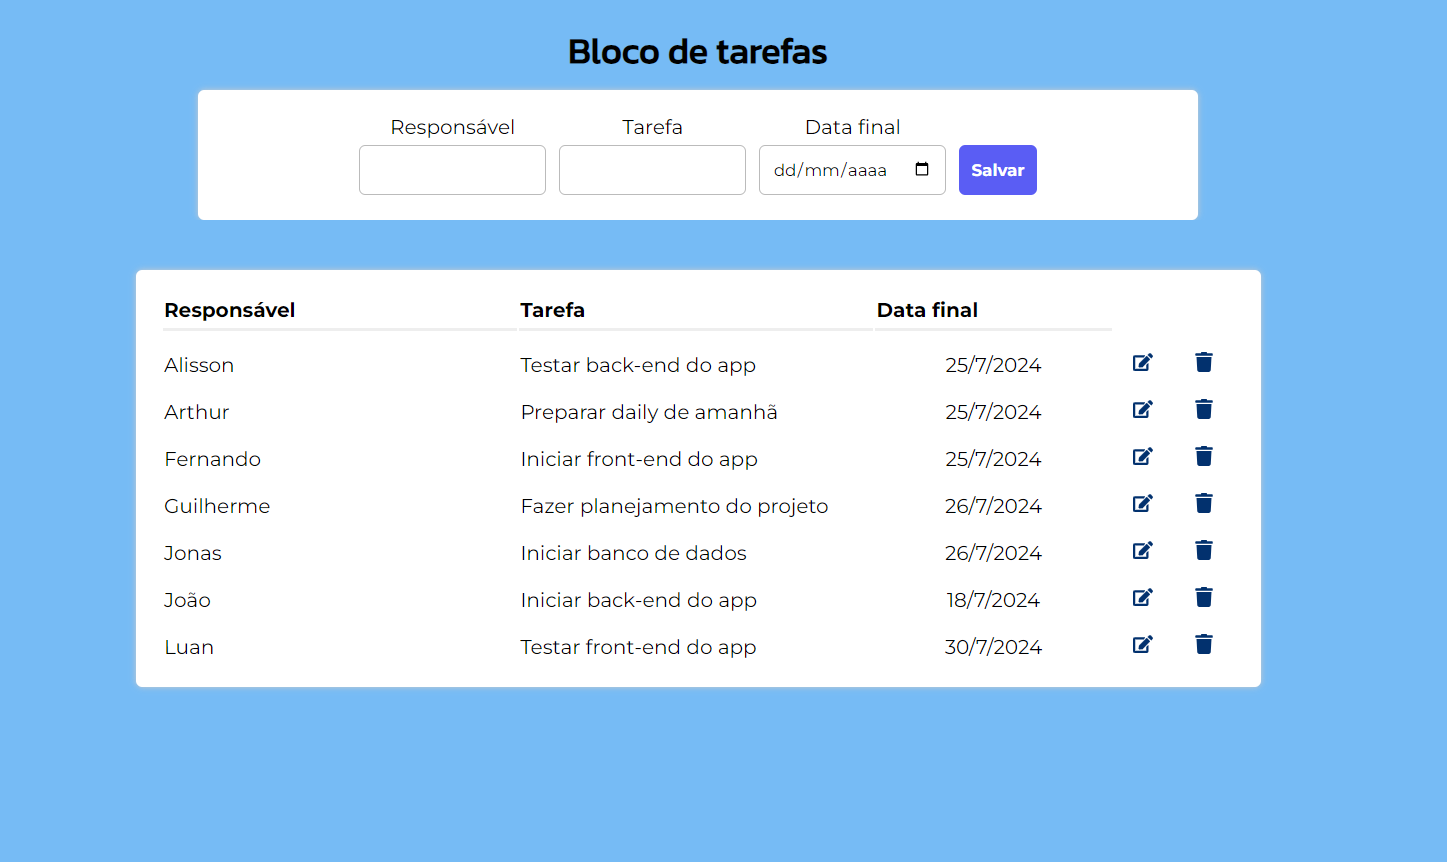 Bloco de tarefas
Responsável Tarefa Data final
dd/mm/aaaa Salvar
Responsável Tarefa Data final
Alisson Testar back-end do app 25/7/2024
Arthur Preparar daily de amanhã 25/7/2024
Fernando Iniciar front-end do app 25/7/2024
Guilherme Fazer planejamento do projeto 26/7/2024
Jonas Iniciar banco de dados 26/7/2024
João Iniciar back-end do app 18/7/2024
Luan Testar front-end do app 30/7/2024